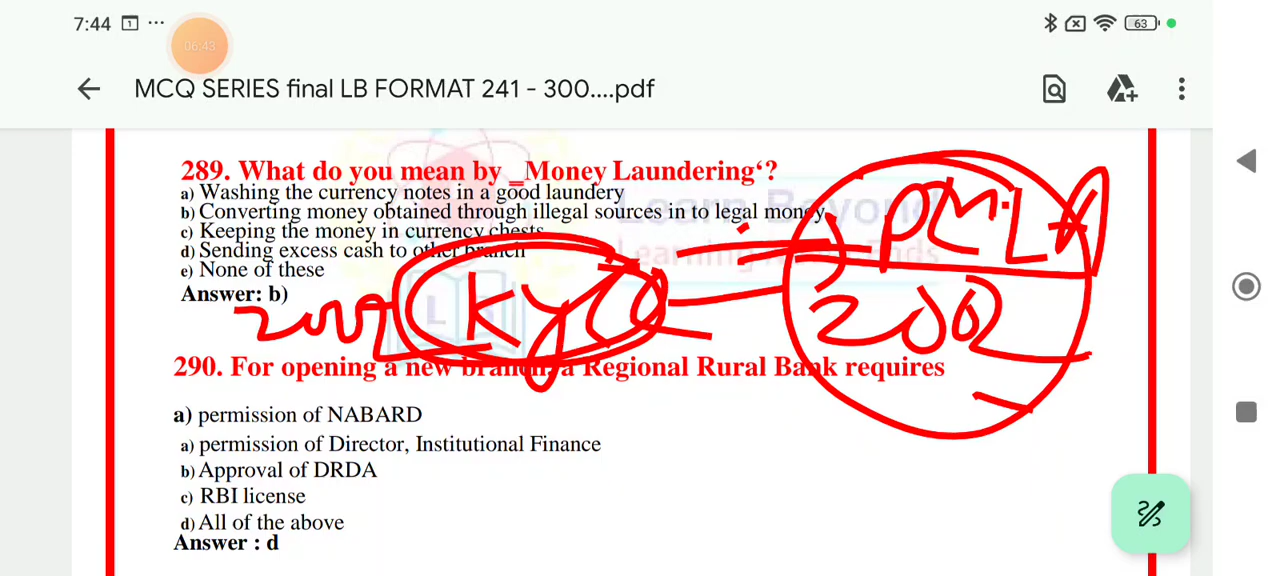 7:44
06:43
63
MCQ SERIES final LB FORMAT 241 - 300....pdf
289. What do you mean by _Money Laundering‘?
a) Washing the currency notes in a good laundery
b) Converting money obtained through illegal sources in to legal money
c) Keeping the money in currency chests
d) Sending excess cash to other branch
e) None of these
Answer: b)
PMLA
KYC
290. For opening a new branch, a Regional Rural Bank requires
a) permission of NABARD
a) permission of Director, Institutional Finance
b) Approval of DRDA
c) RBI license
d) All of the above
Answer : d